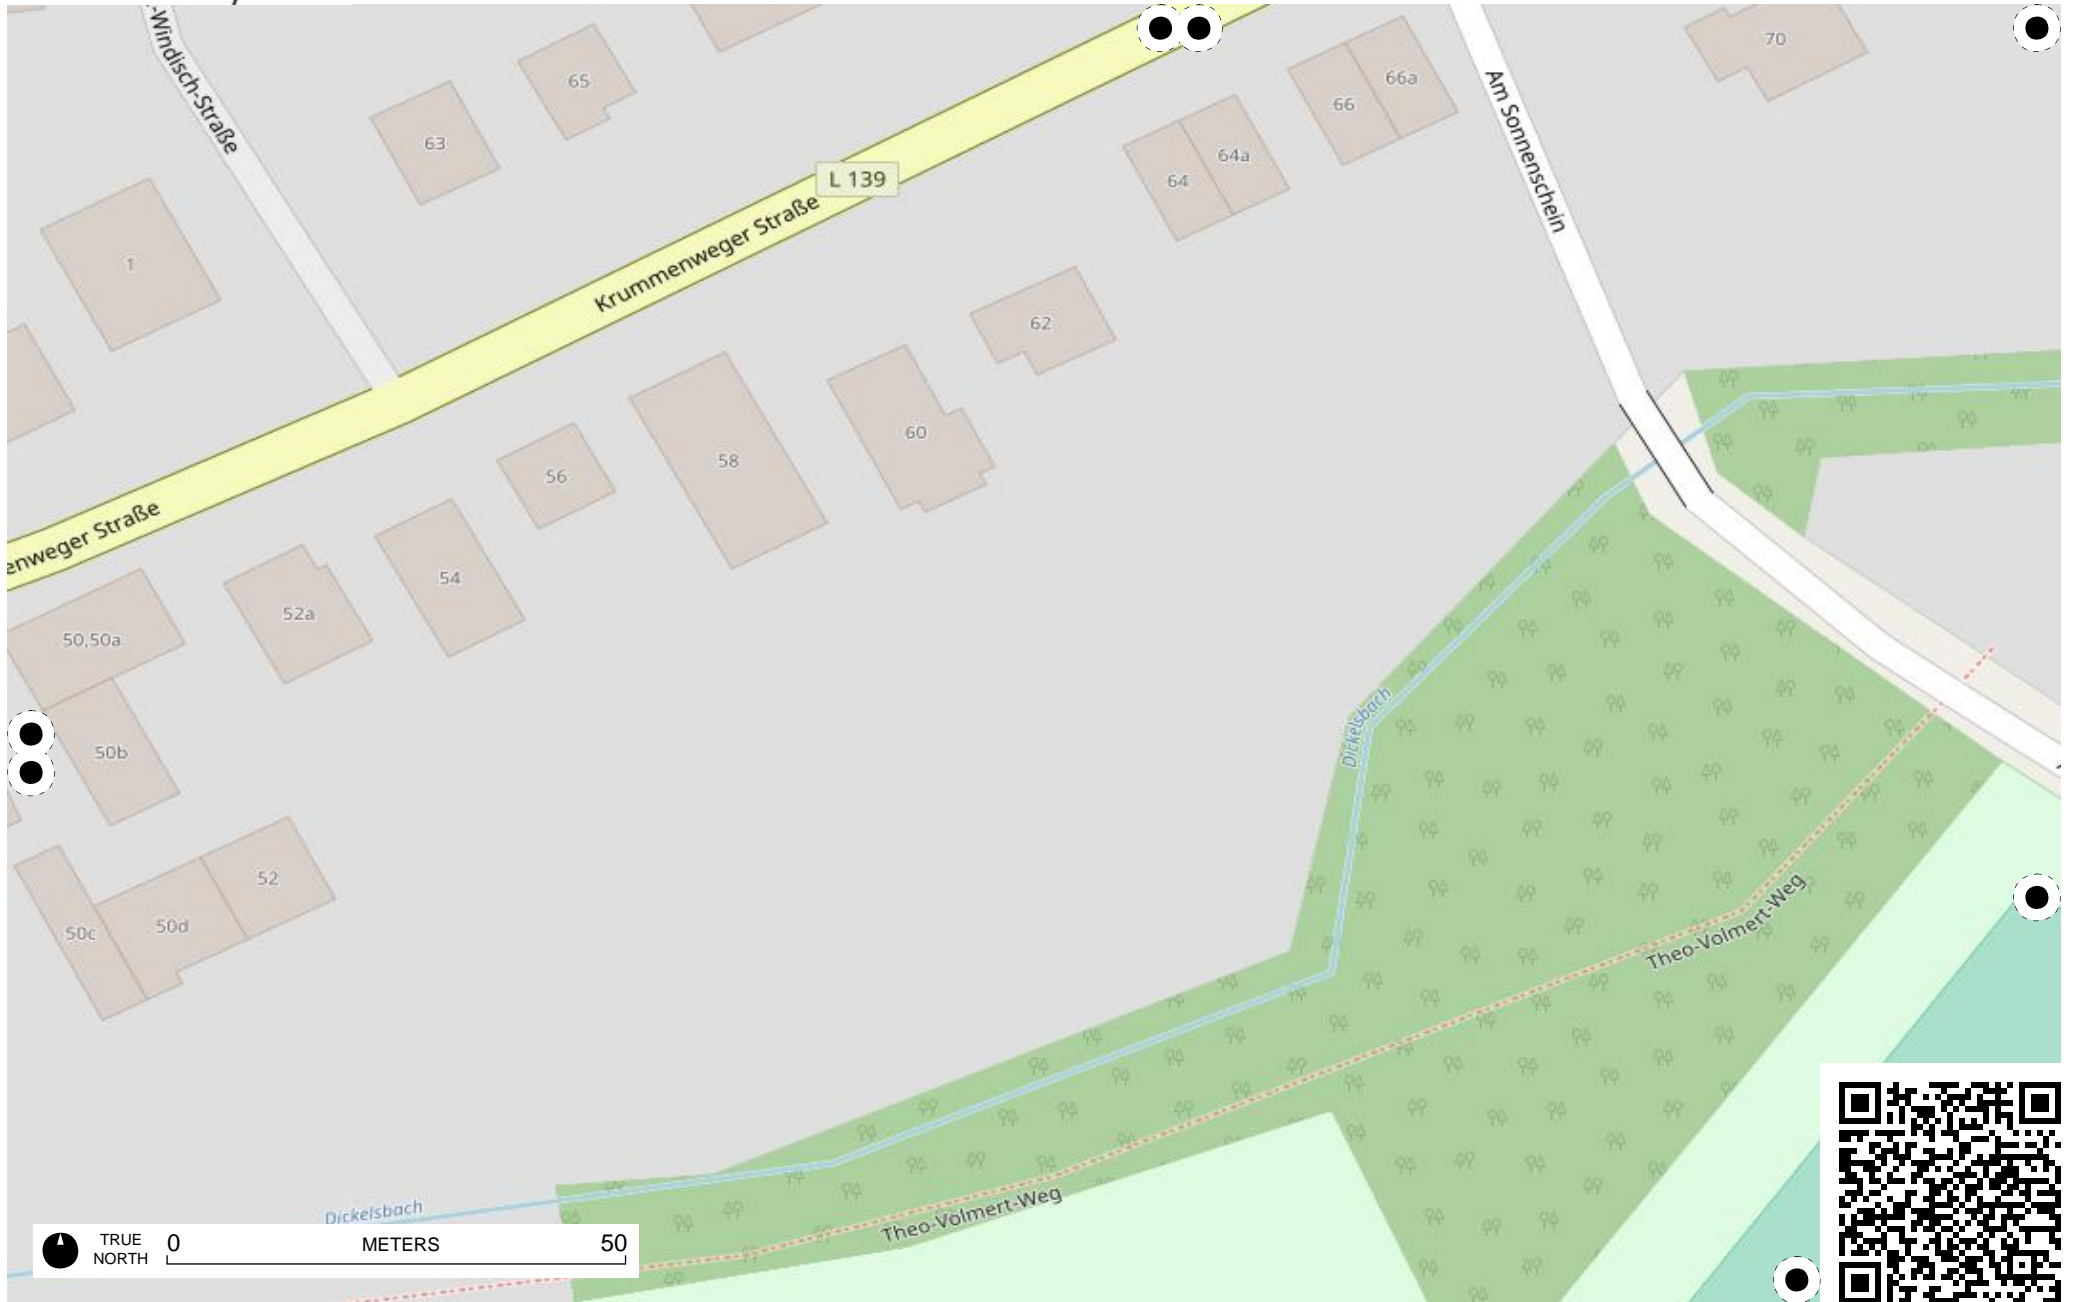 -Windisch-Straße
65
63
70
66a
66
Am Sonnenschein
L 139
64a
64
Krummenweger Straße
1
62
60
58
56
enweger Straße
54
52a
50,50a
Dickelsbach
50b
52
50d
50c
Theo-Volmert-Weg
Theo-Volmert-Weg
Dickelsbach
TRUE NORTH
0 METERS 50